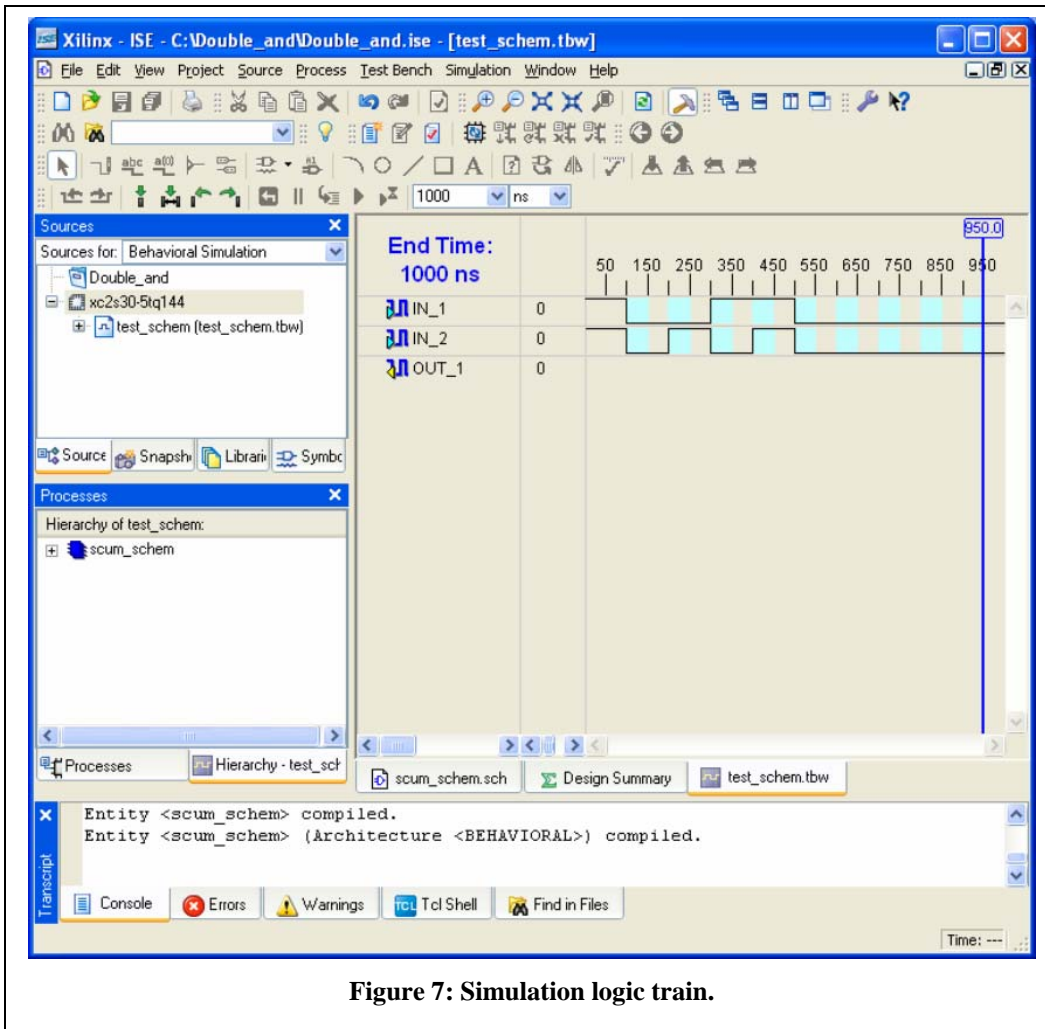 Xilinx - ISE - C:\Double_and\Double_and.ise - [test_schem.tbw]
File Edit View Project Source Process Test Bench Simulation Window Help
1000 ns
Sources
Sources for: Behavioral Simulation
Double_and
xc2s30-5tq144
test_schem (test_schem.tbw)
Source Snapsh Librari Symbc
Processes
Hierarchy of test_schem:
scum_schem
Processes Hierarchy - test_sch
950.0
End Time:
1000 ns
50 150 250 350 450 550 650 750 850 950
IN_1 0
IN_2 0
OUT_1 0
scum_schem.sch Design Summary test_schem.tbw
Transcript
Entity <scum_schem> compiled.
Entity <scum_schem> (Architecture <BEHAVIORAL>) compiled.
Console Errors Warnings TCL Tcl Shell Find in Files
Time: ---
Figure 7: Simulation logic train.